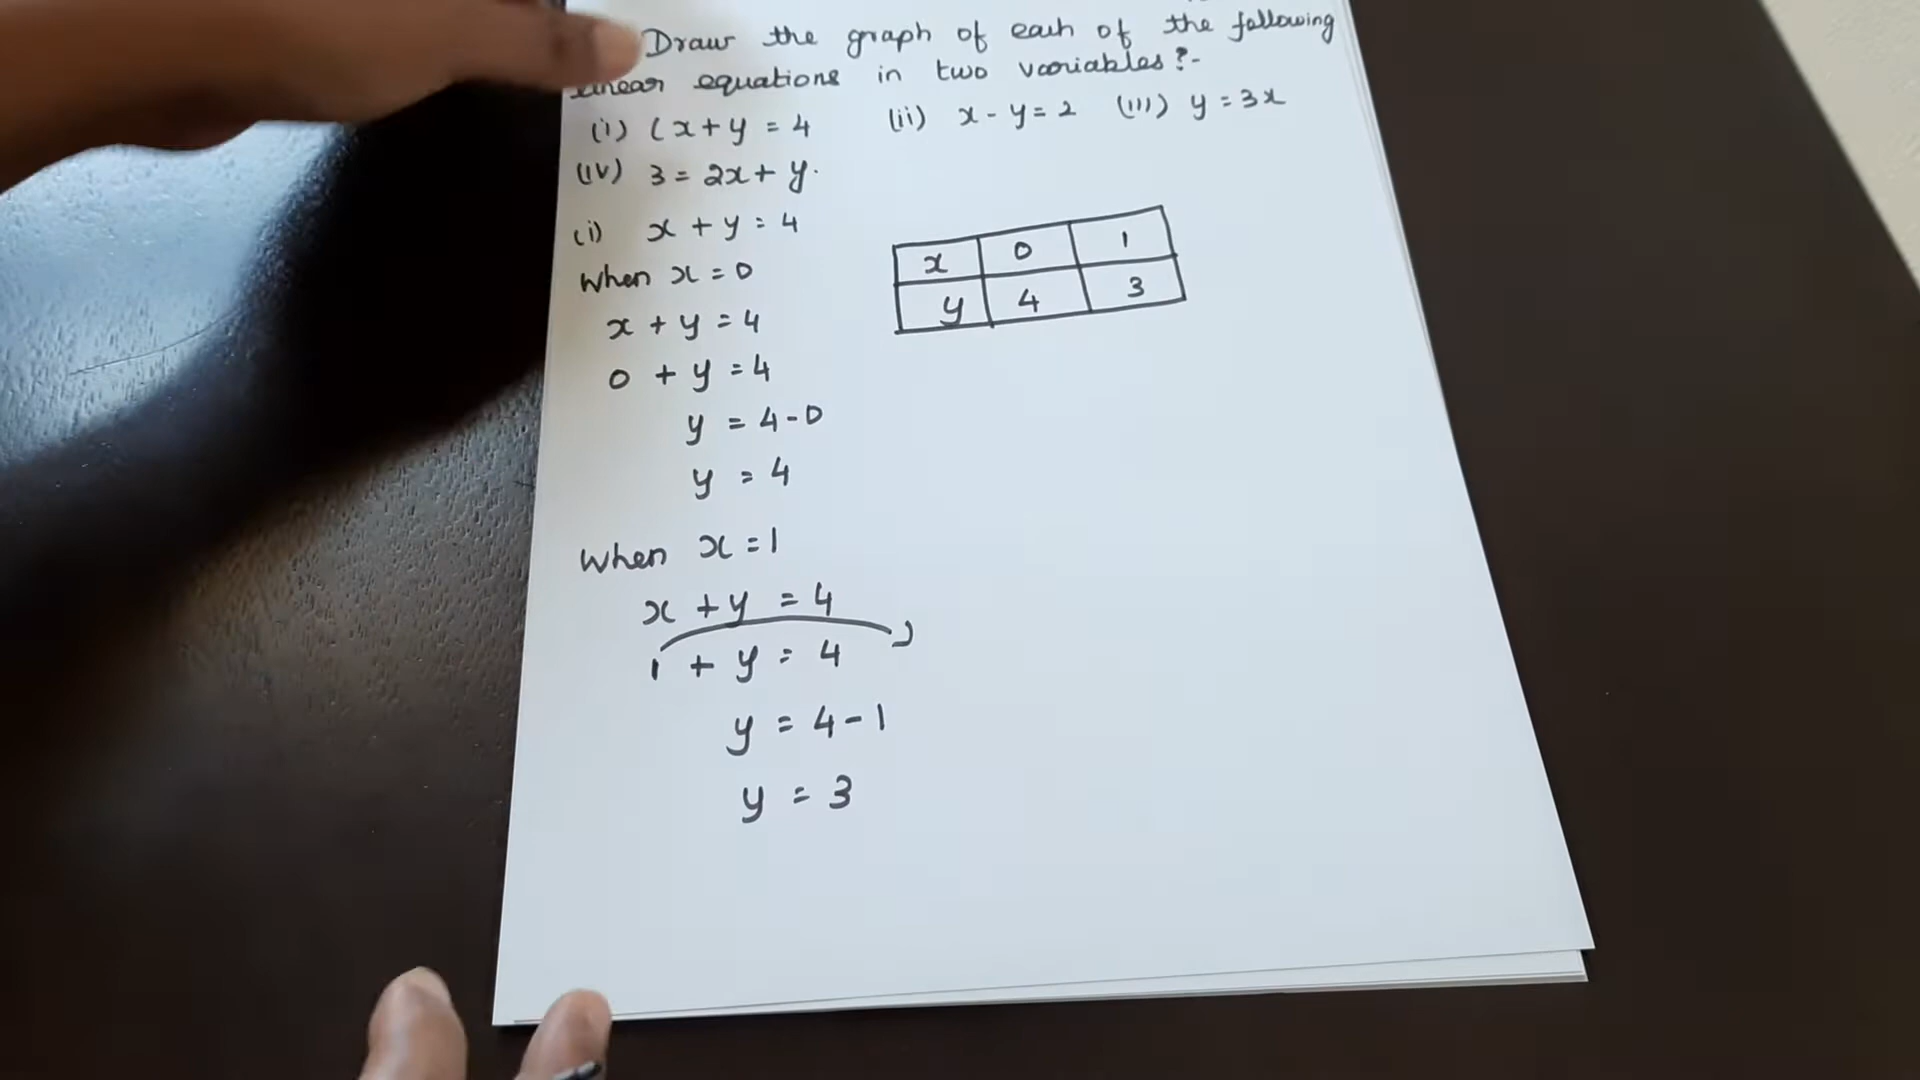 Draw the graph of each of the following
linear equations in two variables?-
(i) (x+y = 4 (ii) x - y = 2 (iii) y = 3x
(iv) 3 = 2x + y.
(i) x + y = 4
When x = 0
x + y = 4
0 + y = 4
y = 4-0
y = 4
When x = 1
x + y = 4
1 + y = 4
y = 4-1
y = 3
x 0 1
y 4 3